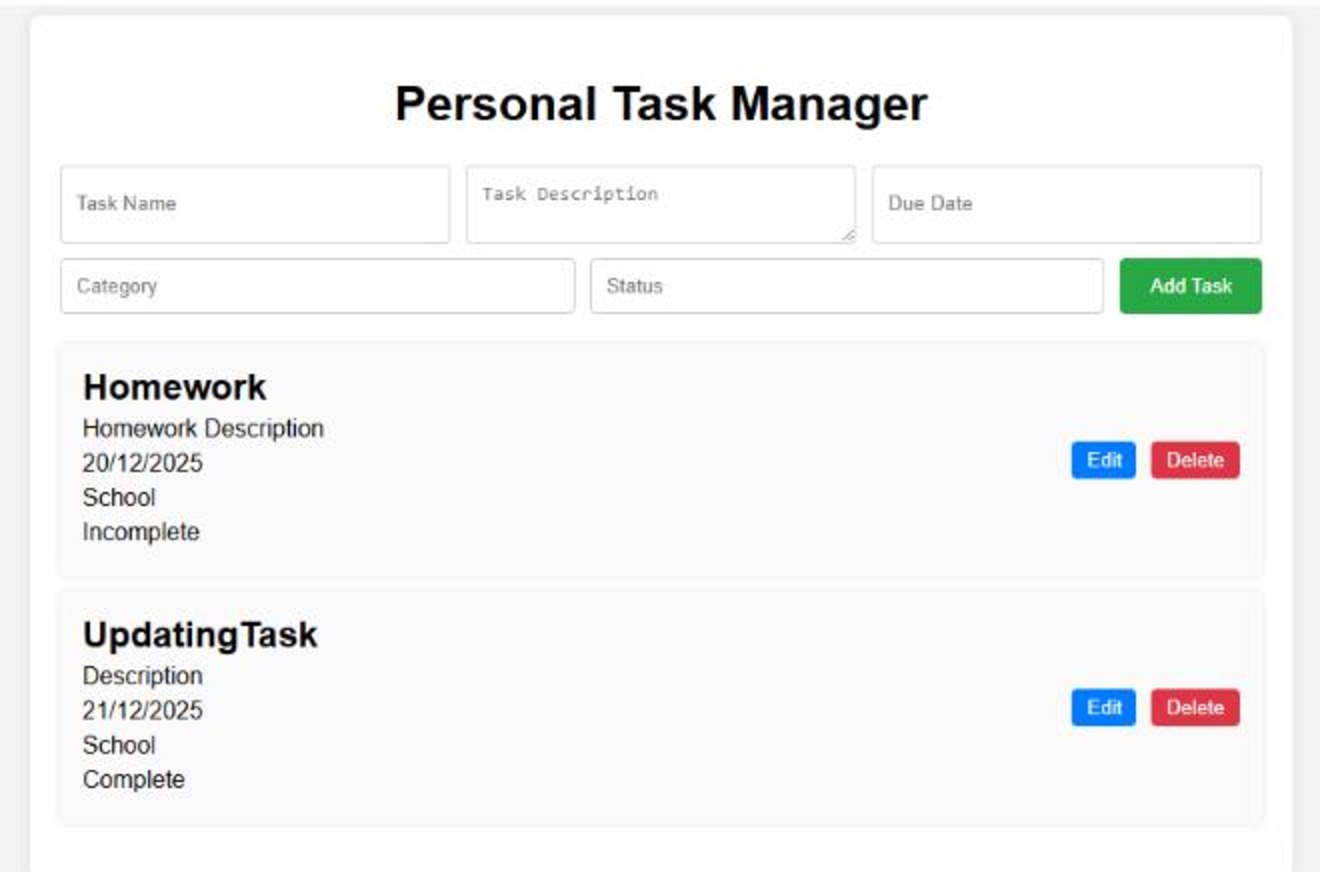 Personal Task Manager
Task Name
Task Description
Due Date
Category
Status
Add Task
Homework
Homework Description
20/12/2025
School
Incomplete
Edit
Delete
UpdatingTask
Description
21/12/2025
School
Complete
Edit
Delete